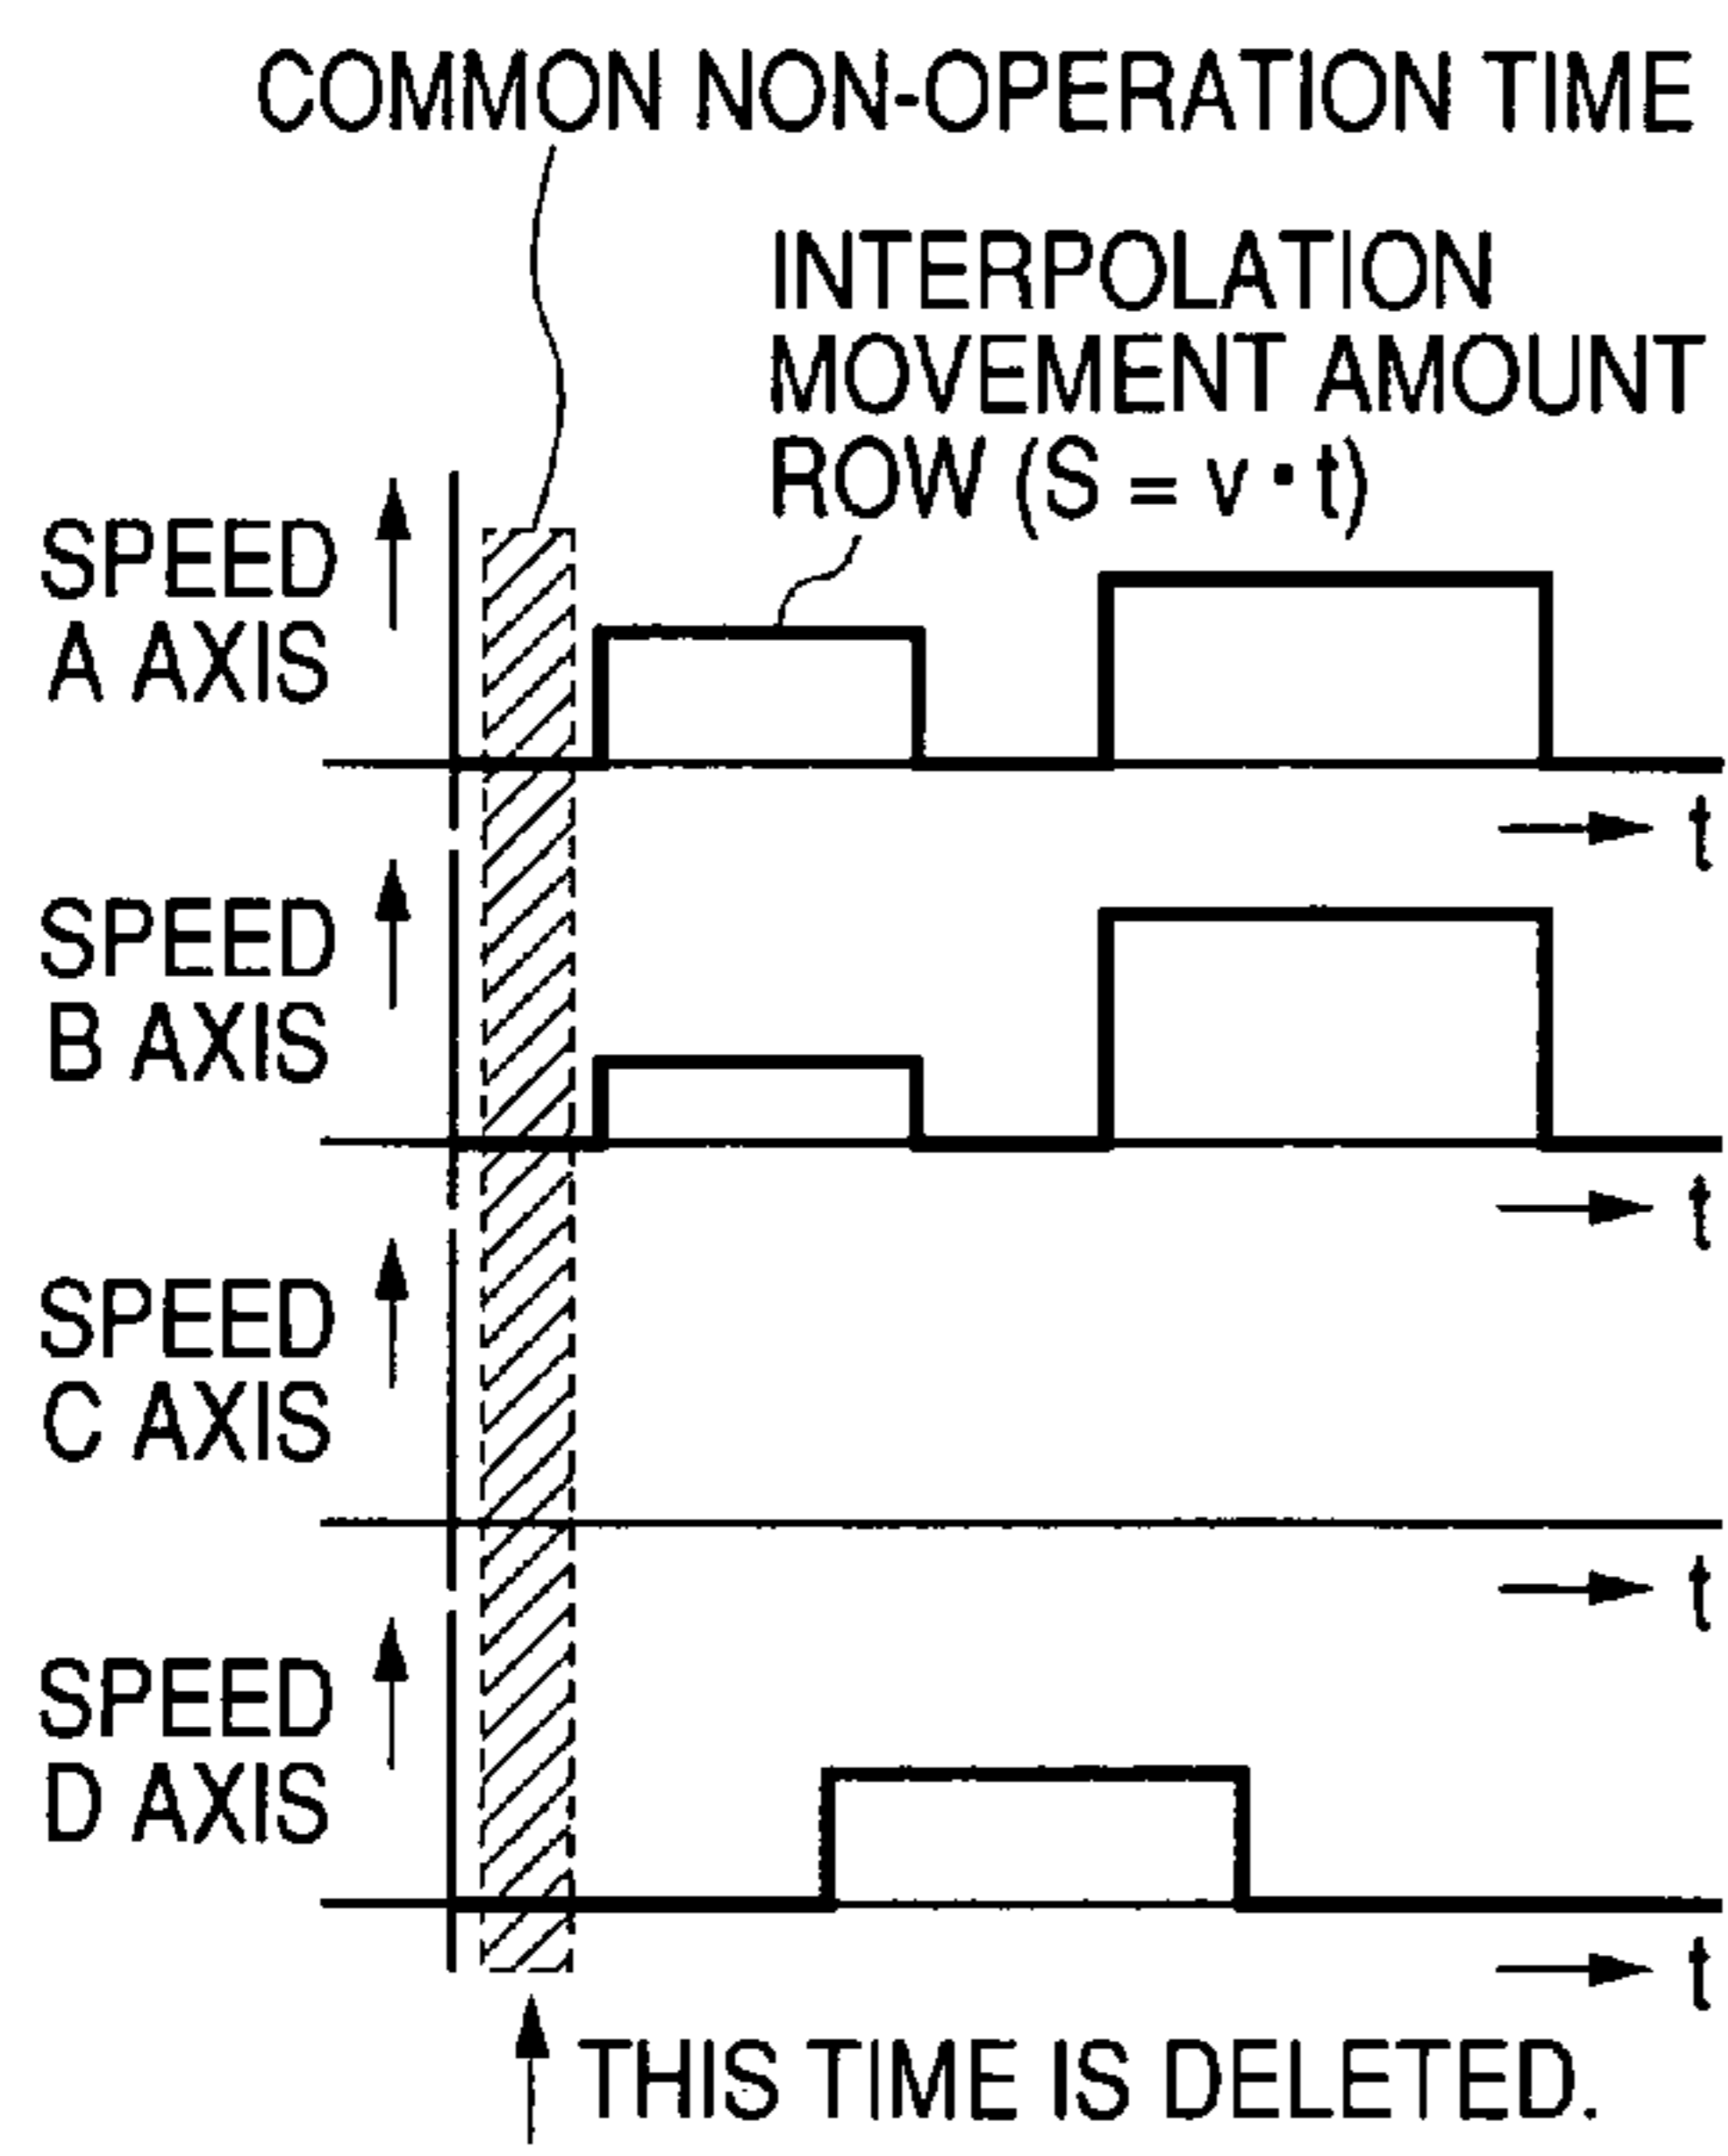 COMMON NON-OPERATION TIME
INTERPOLATION
MOVEMENT AMOUNT
ROW (S = v・t)
SPEED
A AXIS
t
SPEED
B AXIS
t
SPEED
C AXIS
t
SPEED
D AXIS
t
THIS TIME IS DELETED.